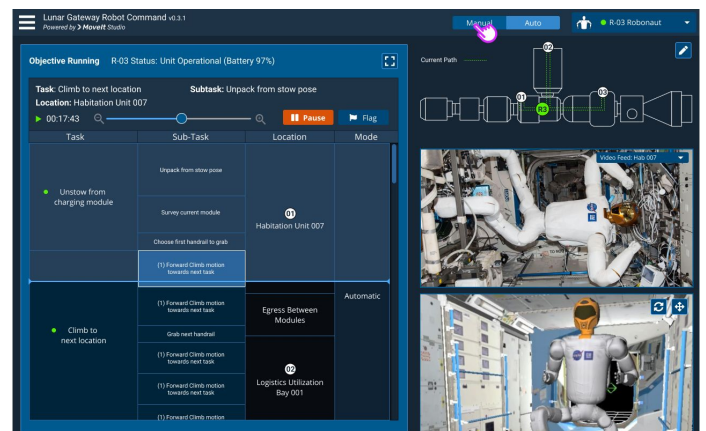 Lunar Gateway Robot Command v0.3.1
Powered by MoveIt Studio
Manual
Auto
R-03 Robonaut
Objective Running
R-03 Status: Unit Operational (Battery 97%)
Task: Climb to next location
Subtask: Unpack from stow pose
Location: Habitation Unit 007
00:17:43
Pause
Flag
Task
Sub-Task
Location
Mode
Unstow from
charging module
Unpack from stow pose
Survey current module
Choose first handrail to grab
(1) Forward Climb motion
towards next task
01
Habitation Unit 007
Climb to
next location
(1) Forward Climb motion
towards next task
Grab next handrail
(1) Forward Climb motion
towards next task
(1) Forward Climb motion
towards next task
(1) Forward Climb motion
Egress Between
Modules
02
Logistics Utilization
Bay 001
Automatic
Current Path
02
01
R3
03
Video Feed: Hab 007